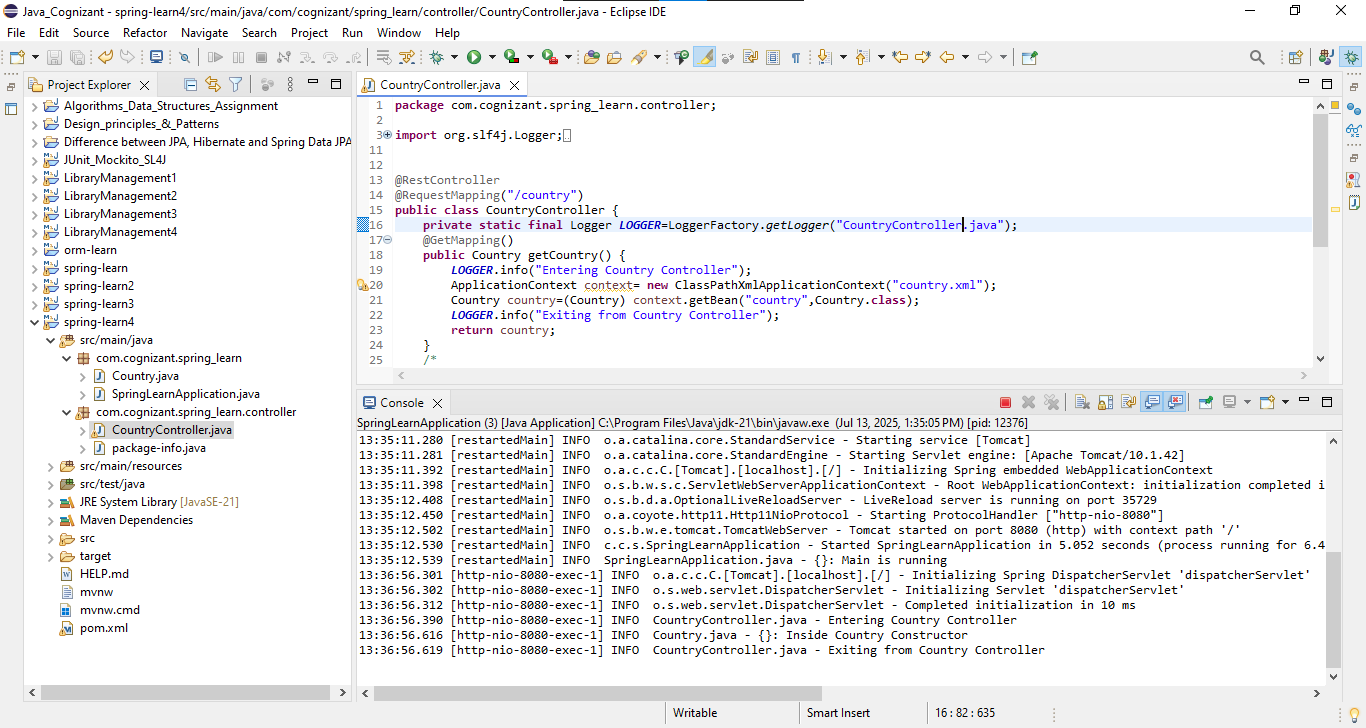 Java_Cognizant - spring-learn4/src/main/java/com/cognizant/spring_learn/controller/CountryController.java - Eclipse IDE
File Edit Source Refactor Navigate Search Project Run Window Help
Project Explorer
Algorithms_Data_Structures_Assignment
Design_principles_&_Patterns
Difference between JPA, Hibernate and Spring Data JPA
JUnit_Mockito_SL4J
LibraryManagement1
LibraryManagement2
LibraryManagement3
LibraryManagement4
orm-learn
spring-learn
spring-learn2
spring-learn3
spring-learn4
src/main/java
com.cognizant.spring_learn
Country.java
SpringLearnApplication.java
com.cognizant.spring_learn.controller
CountryController.java
package-info.java
src/main/resources
src/test/java
JRE System Library [JavaSE-21]
Maven Dependencies
src
target
HELP.md
mvnw
mvnw.cmd
pom.xml
CountryController.java
1 package com.cognizant.spring_learn.controller;
2
3 import org.slf4j.Logger;
11
12
13 @RestController
14 @RequestMapping("/country")
15 public class CountryController {
16 private static final Logger LOGGER=LoggerFactory.getLogger("CountryController.java");
17 @GetMapping()
18 public Country getCountry() {
19 LOGGER.info("Entering Country Controller");
20 ApplicationContext context= new ClassPathXmlApplicationContext("country.xml");
21 Country country=(Country) context.getBean("country",Country.class);
22 LOGGER.info("Exiting from Country Controller");
23 return country;
24 }
25 /*
Console
SpringLearnApplication (3) [Java Application] C:\Program Files\Java\jdk-21\bin\javaw.exe (Jul 13, 2025, 1:35:05 PM) [pid: 12376]
13:35:11.280 [restartedMain] INFO o.a.catalina.core.StandardService - Starting service [Tomcat]
13:35:11.281 [restartedMain] INFO o.a.catalina.core.StandardEngine - Starting Servlet engine: [Apache Tomcat/10.1.42]
13:35:11.392 [restartedMain] INFO o.a.c.c.C.[Tomcat].[localhost].[/] - Initializing Spring embedded WebApplicationContext
13:35:11.398 [restartedMain] INFO o.s.b.w.s.c.ServletWebServerApplicationContext - Root WebApplicationContext: initialization completed i
13:35:12.408 [restartedMain] INFO o.s.b.d.a.OptionalLiveReloadServer - LiveReload server is running on port 35729
13:35:12.450 [restartedMain] INFO o.a.coyote.http11.Http11NioProtocol - Starting ProtocolHandler ["http-nio-8080"]
13:35:12.502 [restartedMain] INFO o.s.b.w.e.tomcat.TomcatWebServer - Tomcat started on port 8080 (http) with context path '/'
13:35:12.530 [restartedMain] INFO c.c.s.SpringLearnApplication - Started SpringLearnApplication in 5.052 seconds (process running for 6.4
13:35:12.539 [restartedMain] INFO SpringLearnApplication.java - {}: Main is running
13:36:56.301 [http-nio-8080-exec-1] INFO o.a.c.c.C.[Tomcat].[localhost].[/] - Initializing Spring DispatcherServlet 'dispatcherServlet'
13:36:56.302 [http-nio-8080-exec-1] INFO o.s.web.servlet.DispatcherServlet - Initializing Servlet 'dispatcherServlet'
13:36:56.312 [http-nio-8080-exec-1] INFO o.s.web.servlet.DispatcherServlet - Completed initialization in 10 ms
13:36:56.390 [http-nio-8080-exec-1] INFO CountryController.java - Entering Country Controller
13:36:56.616 [http-nio-8080-exec-1] INFO Country.java - {}: Inside Country Constructor
13:36:56.619 [http-nio-8080-exec-1] INFO CountryController.java - Exiting from Country Controller
Writable Smart Insert 16 : 82 : 635